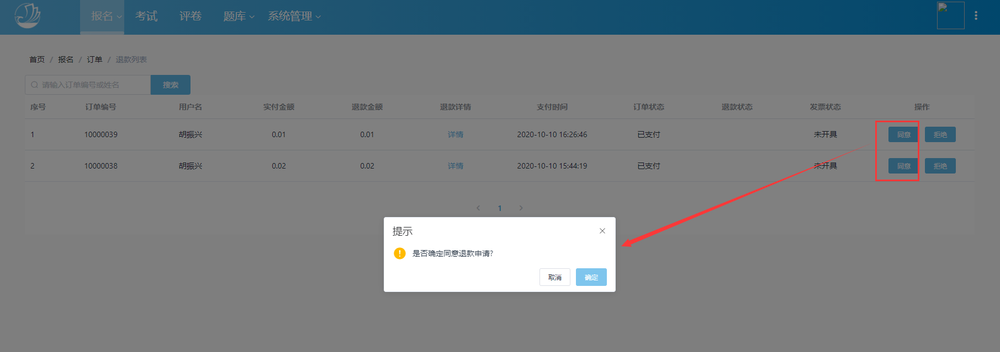 报名 考试 评卷 题库 系统管理
首页 / 报名 / 订单 / 退款列表
请输入订单编号或姓名 搜索
序号 订单编号 用户名 实付金额 退款金额 退款详情 支付时间 订单状态 退款状态 发票状态 操作
1 10000039 胡振兴 0.01 0.01 详情 2020-10-10 16:26:46 已支付 未开具 同意 拒绝
2 10000038 胡振兴 0.02 0.02 详情 2020-10-10 15:44:19 已支付 未开具 同意 拒绝
1
提示
是否确定同意退款申请?
取消 确定